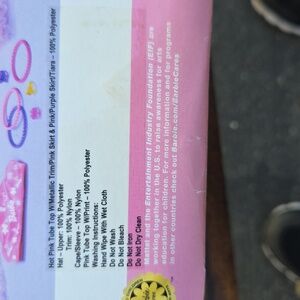 Hot Pink Tube Top W/Metallic Trim/Pink Skirt & Pink/Purple Skirt/Tiara – 100% Polyester
Hat – Upper: 100% Polyester
Trim: 100% Nylon
Cape/Sleeve – 100% Nylon
Pink Tube Top W/Print – 100% Polyester
Washing Instructions:
Hand Wipe With Wet Cloth
Do Not Wash
Do Not Bleach
Do Not Iron
Do Not Dry Clean
Mattel and the Entertainment Industry Foundation (EIF) are
working together in the U.S. to raise awareness for arts
education for children. For more information and for programs
in other countries check out Barbie.com/BarbieCares